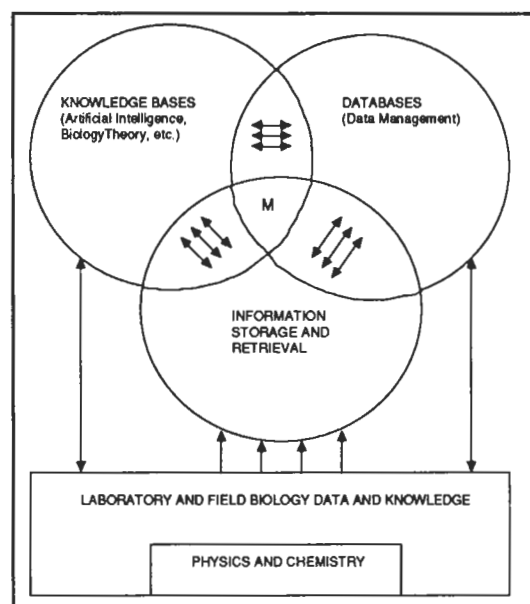 KNOWLEDGE BASES
(Artificial Intelligence,
BiologyTheory, etc.)
DATABASES
(Data Management)
M
INFORMATION
STORAGE AND
RETRIEVAL
LABORATORY AND FIELD BIOLOGY DATA AND KNOWLEDGE
PHYSICS AND CHEMISTRY